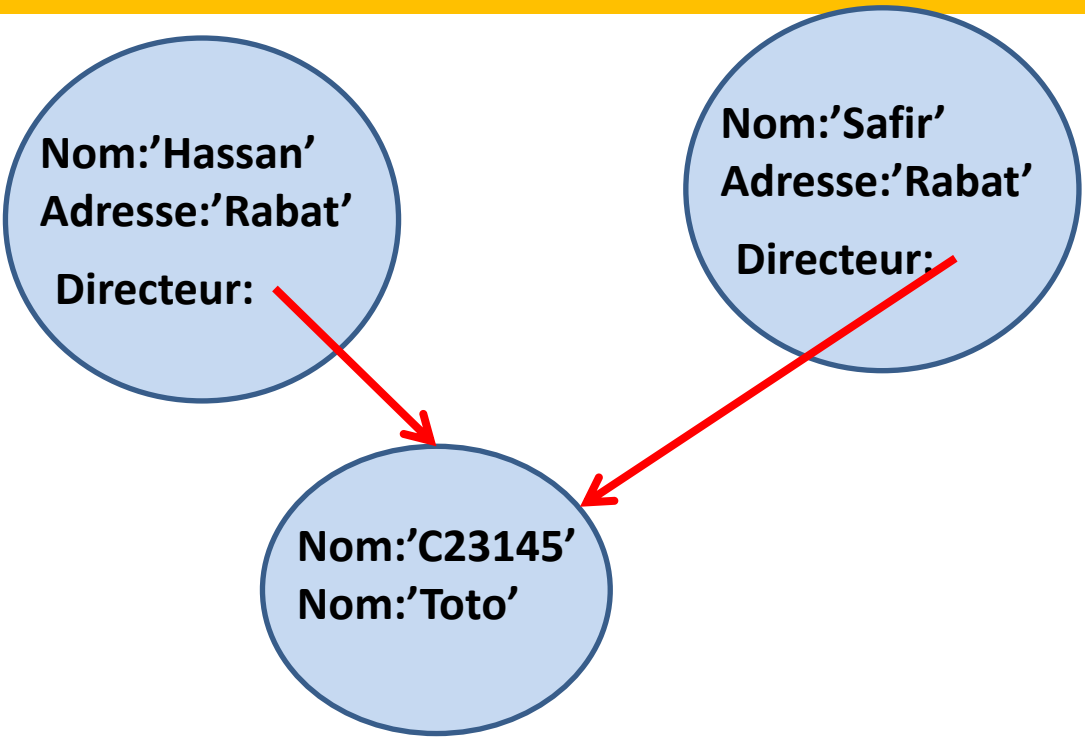 Nom:’Hassan’
Adresse:’Rabat’
Directeur:
Nom:’Safir’
Adresse:’Rabat’
Directeur:
Nom:’C23145’
Nom:’Toto’